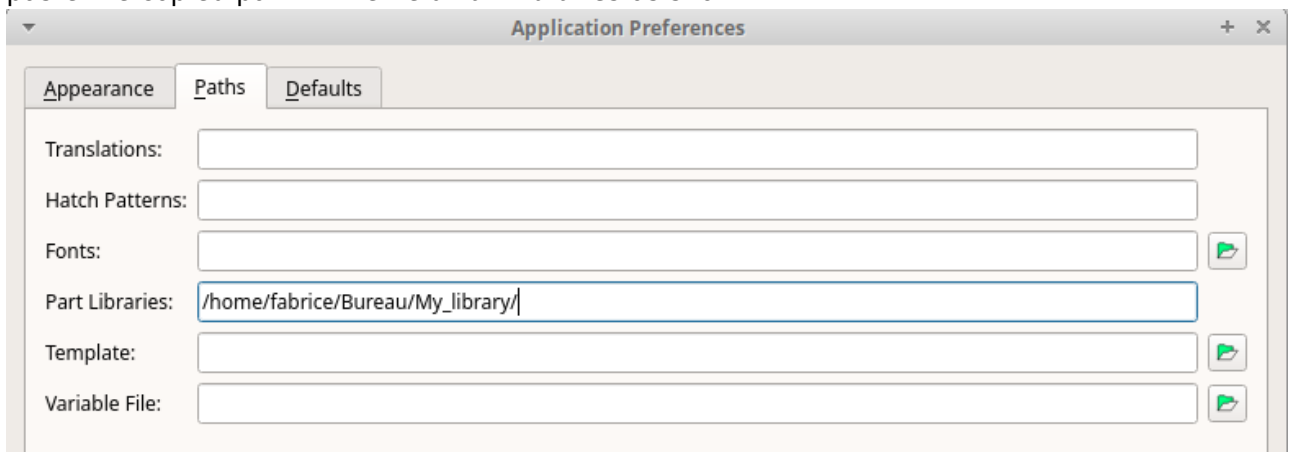 Application Preferences
Appearance Paths Defaults
Translations:
Hatch Patterns:
Fonts:
Part Libraries: /home/fabrice/Bureau/My_library/
Template:
Variable File: